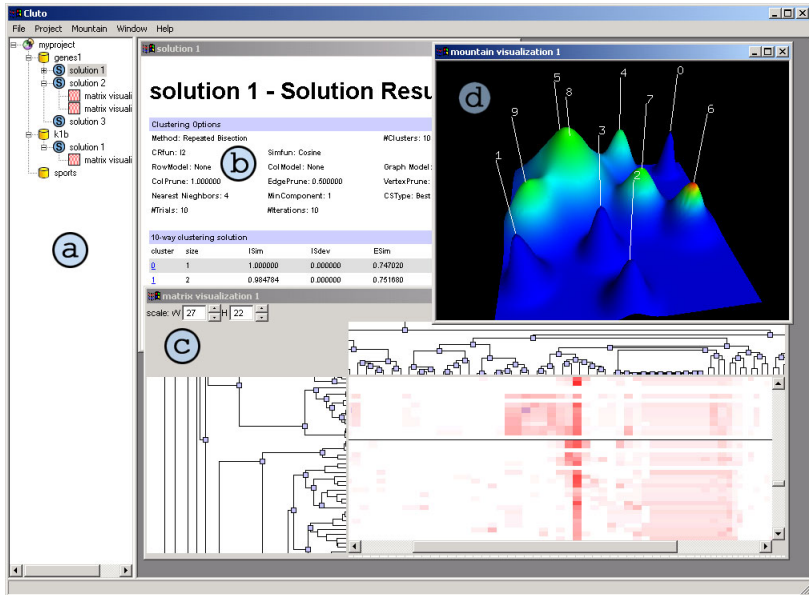 Cluto
File Project Mountain Window Help
myproject
genes1
solution 1
solution 2
matrix visuali
matrix visuali
solution 3
k1b
solution 1
matrix visuali
sports
a
solution 1
solution 1 - Solution Resu
Clustering Options
Method: Repeated Bisection #Clusters: 10
CRfun: I2 Simfun: Cosine
RowModel: None ColModel: None Graph Model:
ColPrune: 1.000000 EdgePrune: 0.500000 VertexPrune:
Nearest Nieghbors: 4 MinComponent: 1 CSType: Best
#Trials: 10 #Iterations: 10
b
10-way clustering solution
cluster size ISim ISdev ESim
0 1 1.000000 0.000000 0.747020
1 2 0.984784 0.000000 0.751680
matrix visualization 1
scale: W 27 H 22
c
mountain visualization 1
d
5 4 0
8
9 7 6
3
1 2